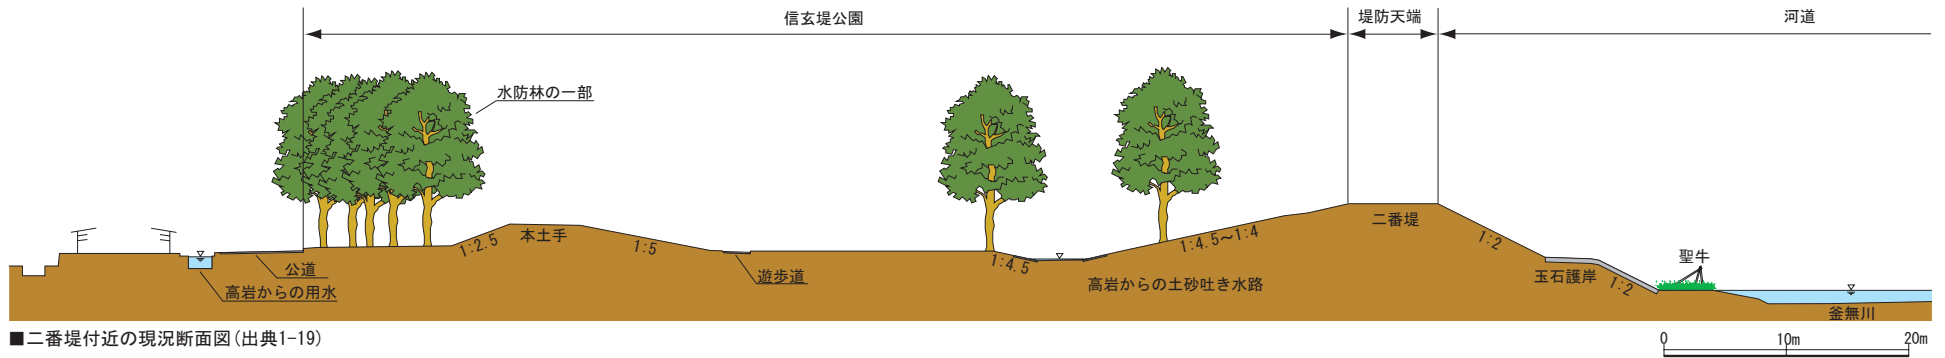 信玄堤公園
堤防天端
河道
水防林の一部
1:2.5
本土手
1:5
1:4.5
1:4.5～1:4
二番堤
1:2
聖牛
公道
遊歩道
高岩からの土砂吐き水路
玉石護岸
1:2
高岩からの用水
釜無川
■二番堤付近の現況断面図(出典1-19)
0 10m 20m